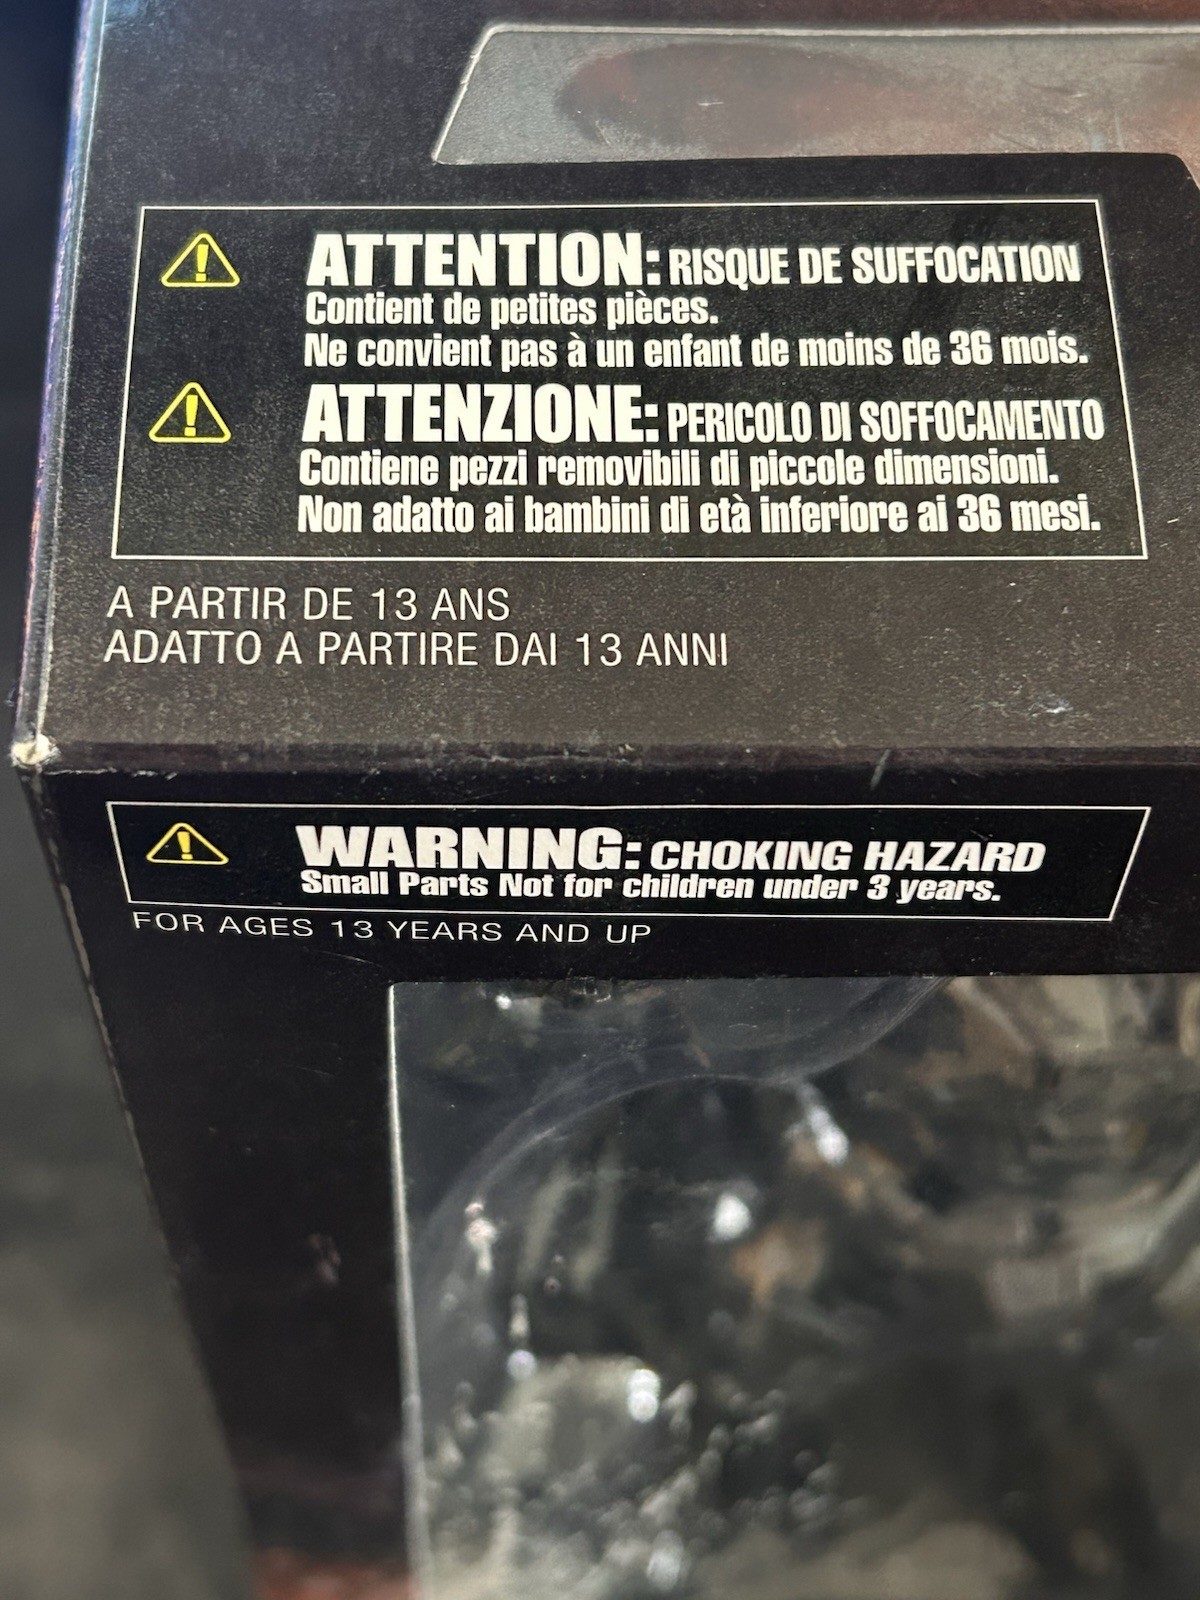 ATTENTION: RISQUE DE SUFFOCATION
Contient de petites pièces.
Ne convient pas à un enfant de moins de 36 mois.
ATTENZIONE: PERICOLO DI SOFFOCAMENTO
Contiene pezzi removibili di piccole dimensioni.
Non adatto ai bambini di età inferiore ai 36 mesi.
A PARTIR DE 13 ANS
ADATTO A PARTIRE DAI 13 ANNI
WARNING: CHOKING HAZARD
Small Parts Not for children under 3 years.
FOR AGES 13 YEARS AND UP